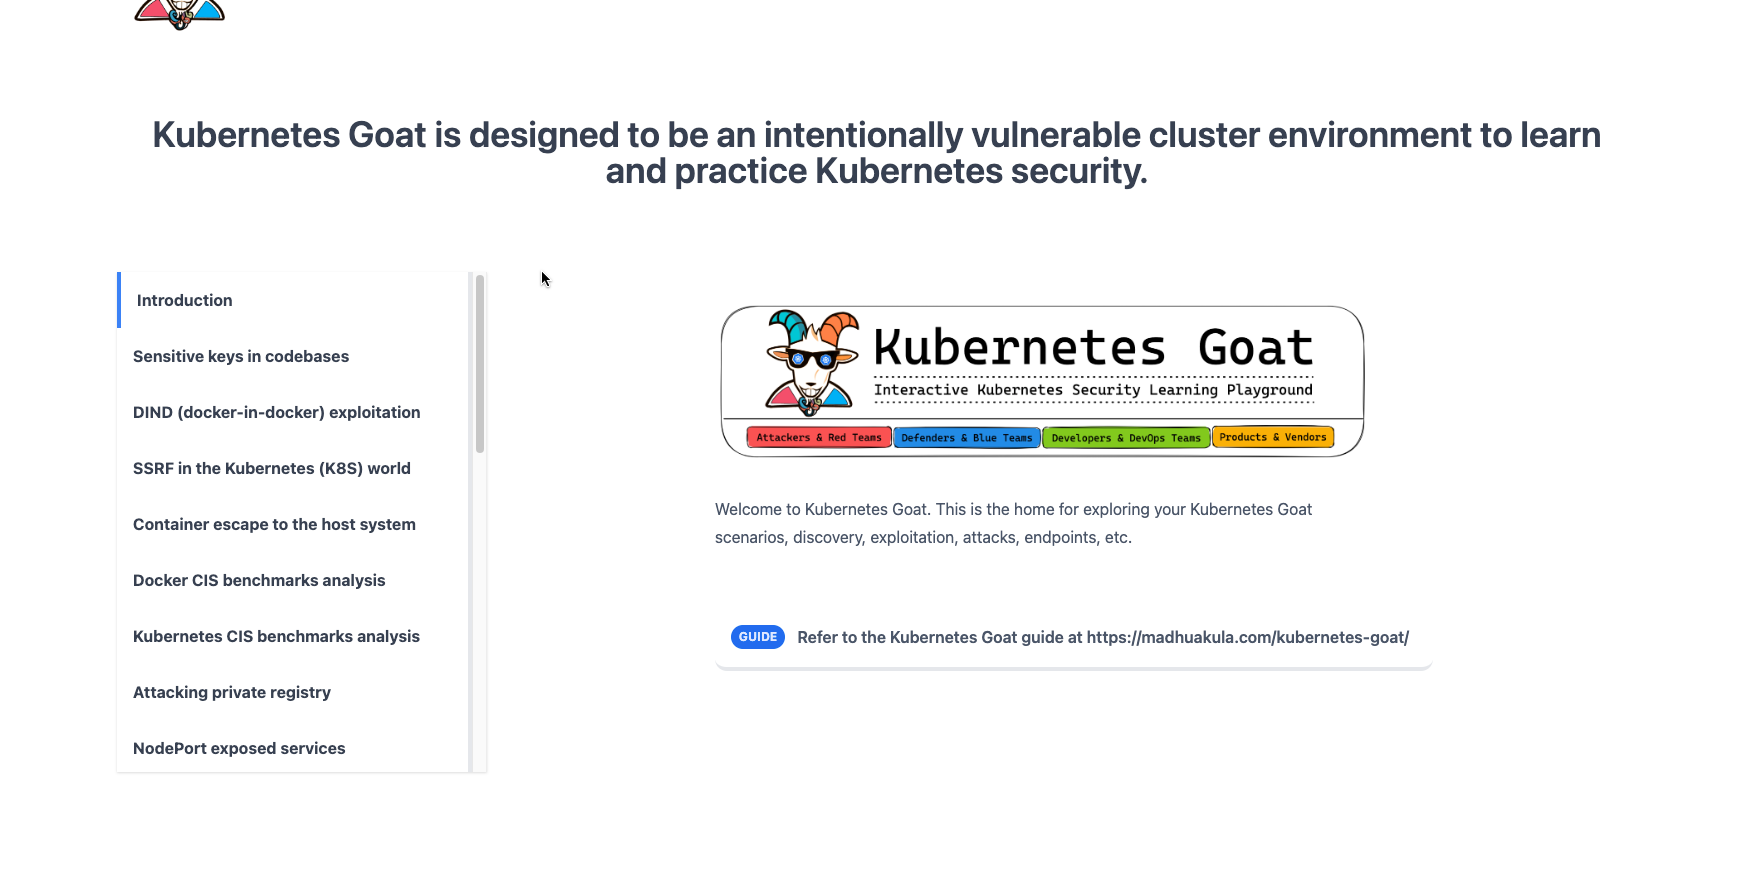 Kubernetes Goat is designed to be an intentionally vulnerable cluster environment to learn
and practice Kubernetes security.
Introduction
Sensitive keys in codebases
DIND (docker-in-docker) exploitation
SSRF in the Kubernetes (K8S) world
Container escape to the host system
Docker CIS benchmarks analysis
Kubernetes CIS benchmarks analysis
Attacking private registry
NodePort exposed services
Kubernetes Goat
Interactive Kubernetes Security Learning Playground
Attackers & Red Teams
Defenders & Blue Teams
Developers & DevOps Teams
Products & Vendors
Welcome to Kubernetes Goat. This is the home for exploring your Kubernetes Goat
scenarios, discovery, exploitation, attacks, endpoints, etc.
GUIDE Refer to the Kubernetes Goat guide at https://madhuakula.com/kubernetes-goat/